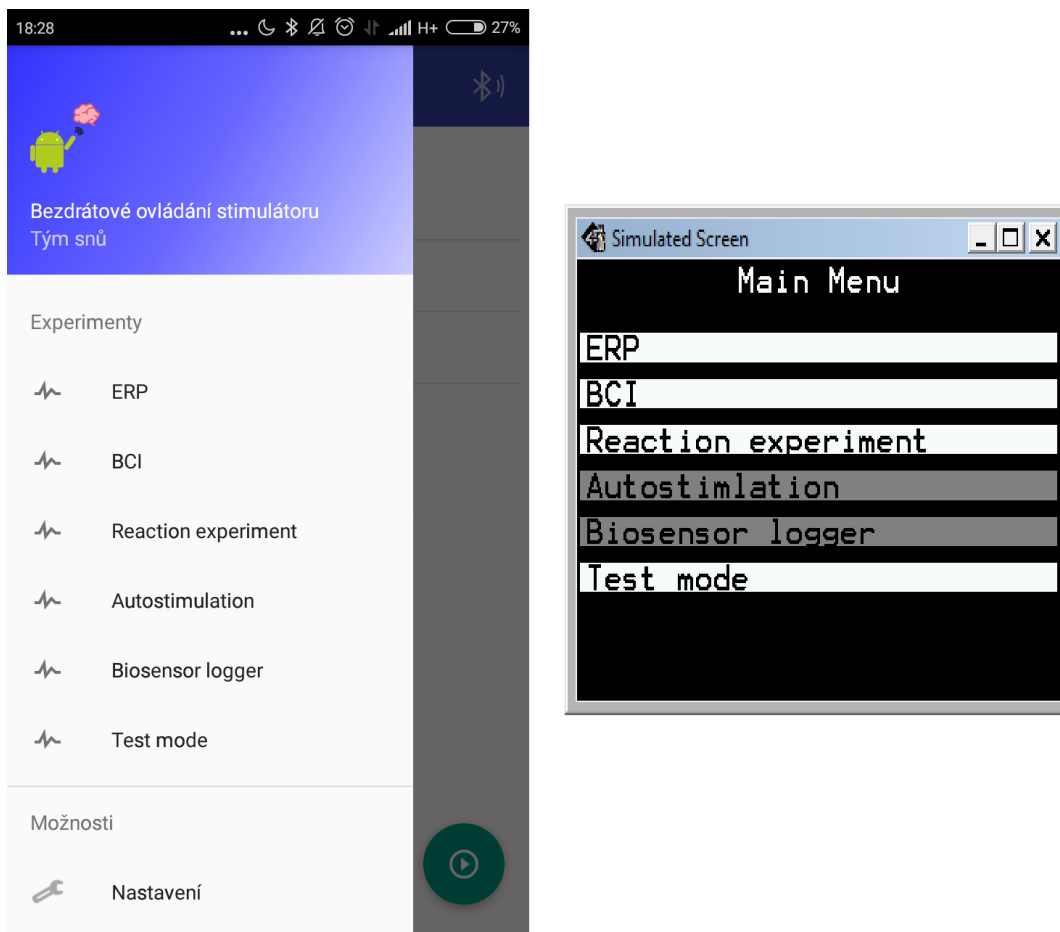 18:28
H+ 27%
Bezdrátové ovládání stimulátoru
Tým snů
Experimenty
ERP
BCI
Reaction experiment
Autostimulation
Biosensor logger
Test mode
Možnosti
Nastavení
Simulated Screen
Main Menu
ERP
BCI
Reaction experiment
Autostimlation
Biosensor logger
Test mode